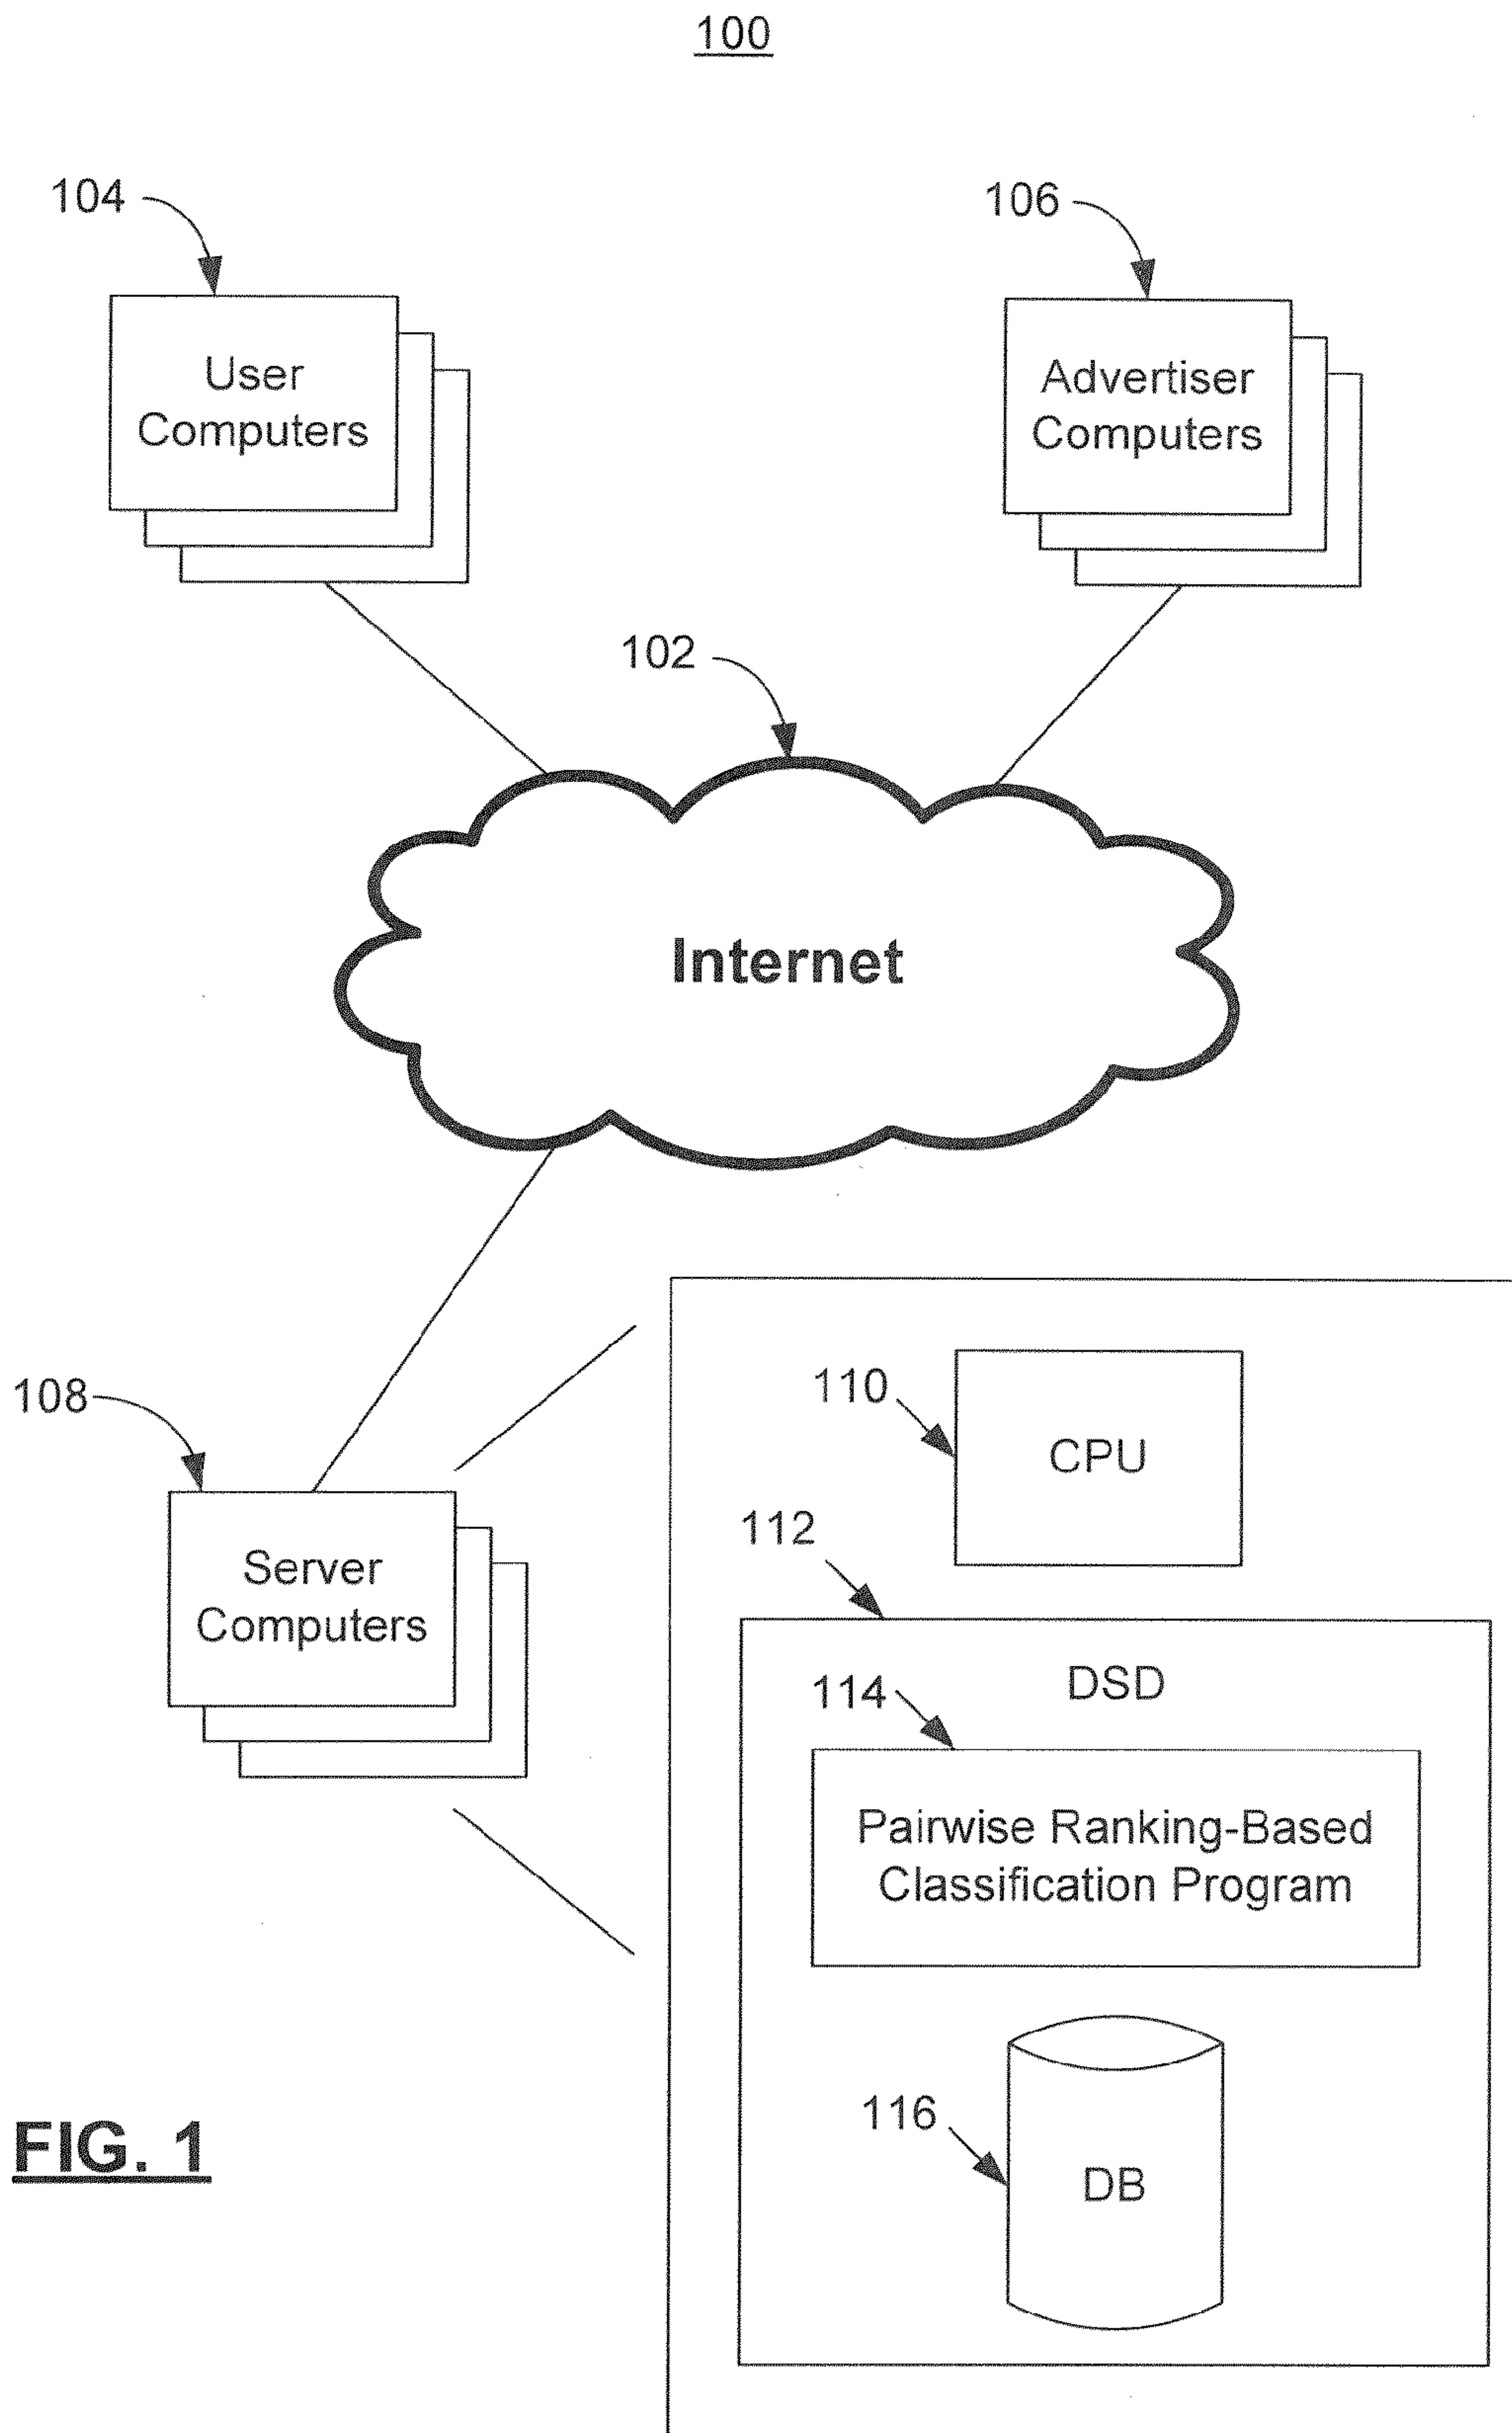 100
104
106
User
Computers
Advertiser
Computers
102
Internet
108
110
CPU
Server
Computers
112
DSD
114
Pairwise Ranking-Based
Classification Program
116
DB
FIG. 1